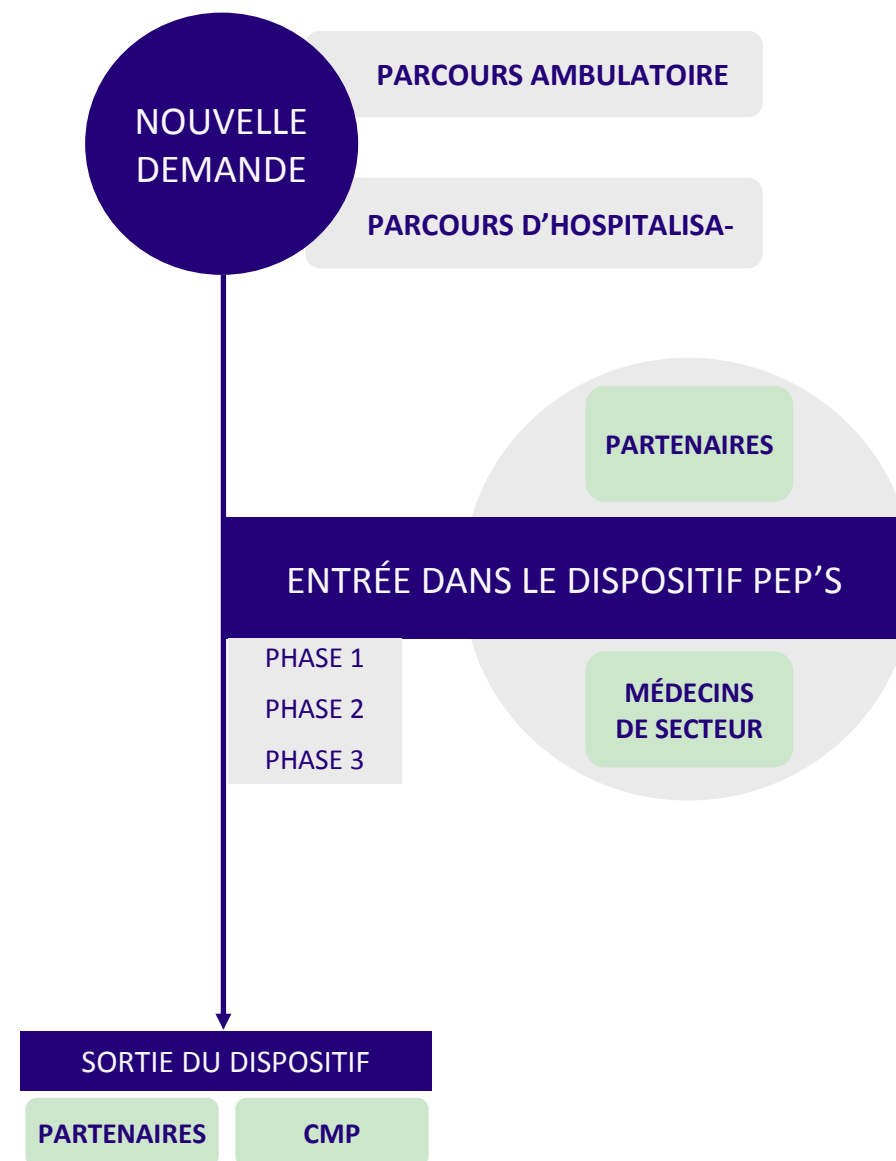 NOUVELLE
DEMANDE
PARCOURS AMBULATOIRE
PARCOURS D’HOSPITALISA-
PARTENAIRES
ENTRÉE DANS LE DISPOSITIF PEP’S
PHASE 1
PHASE 2
PHASE 3
MÉDECINS
DE SECTEUR
SORTIE DU DISPOSITIF
PARTENAIRES
CMP